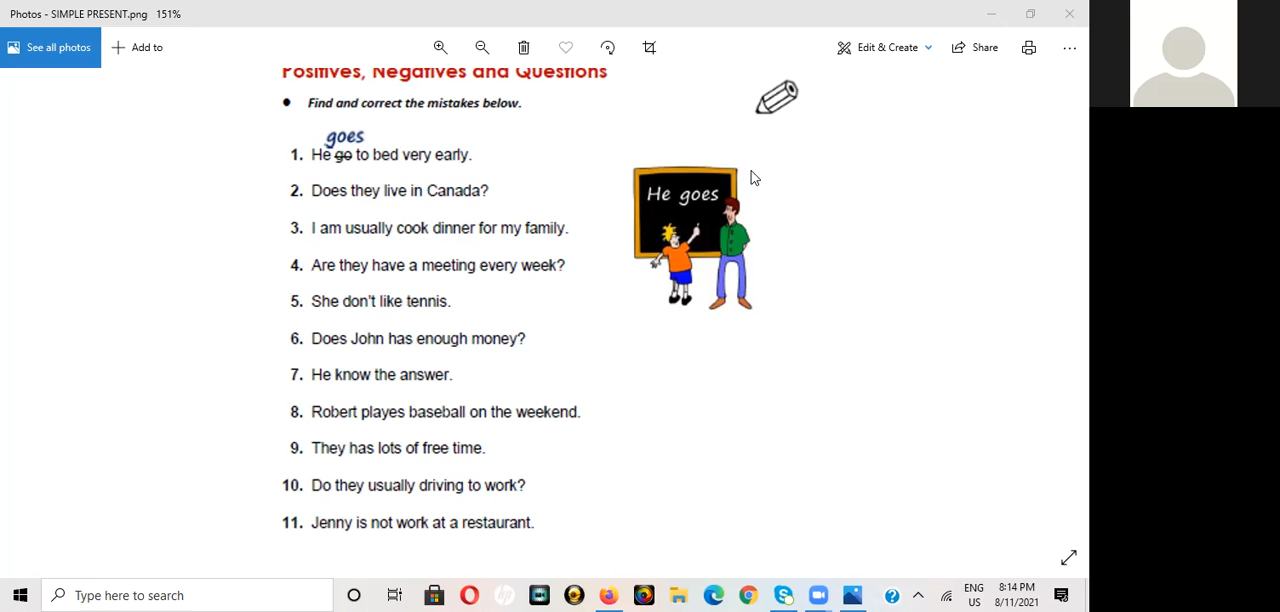 Photos - SIMPLE PRESENT.png 151%
See all photos
Add to
Edit & Create
Share
Positives, Negatives and Questions
Find and correct the mistakes below.
goes
1. He go to bed very early.
2. Does they live in Canada?
3. I am usually cook dinner for my family.
4. Are they have a meeting every week?
5. She don't like tennis.
6. Does John has enough money?
7. He know the answer.
8. Robert playes baseball on the weekend.
9. They has lots of free time.
10. Do they usually driving to work?
11. Jenny is not work at a restaurant.
He goes
Type here to search
ENG
US
8:14 PM
8/11/2021